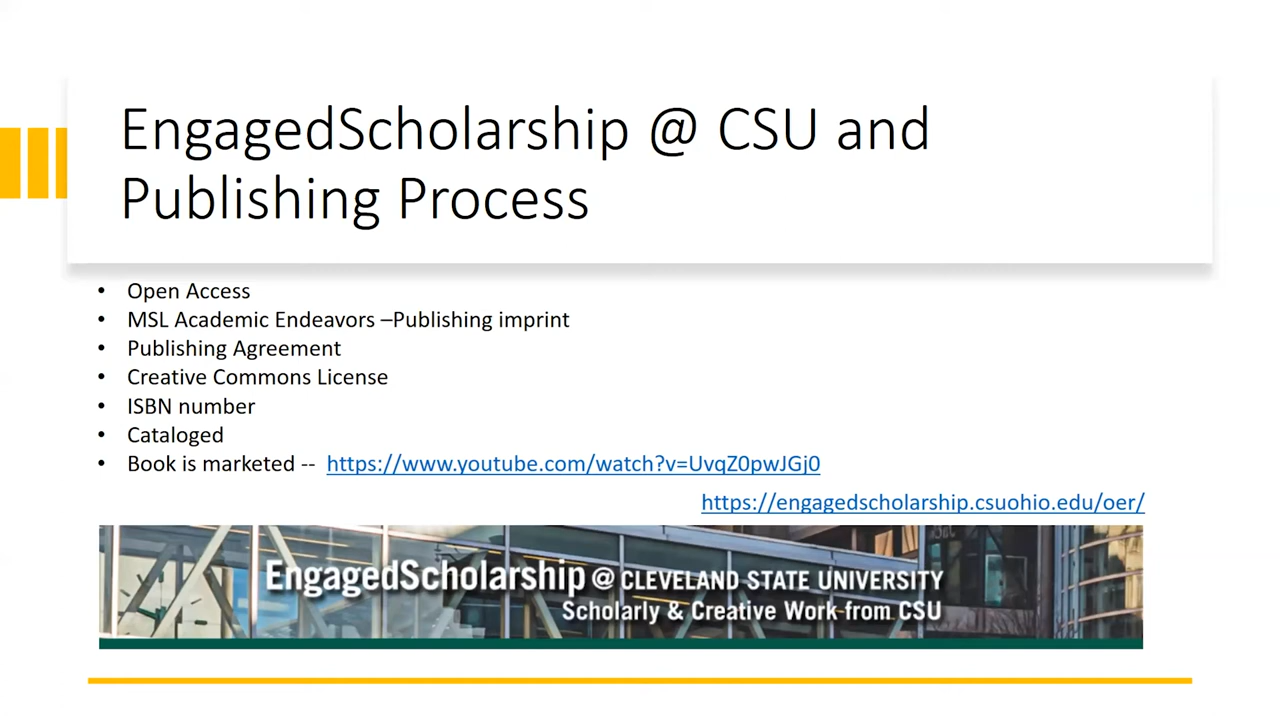 EngagedScholarship @ CSU and
Publishing Process
• Open Access
• MSL Academic Endeavors –Publishing imprint
• Publishing Agreement
• Creative Commons License
• ISBN number
• Cataloged
• Book is marketed -- https://www.youtube.com/watch?v=UvqZ0pwJGj0
https://engagedscholarship.csuohio.edu/oer/
EngagedScholarship @ CLEVELAND STATE UNIVERSITY
Scholarly & Creative Work from CSU